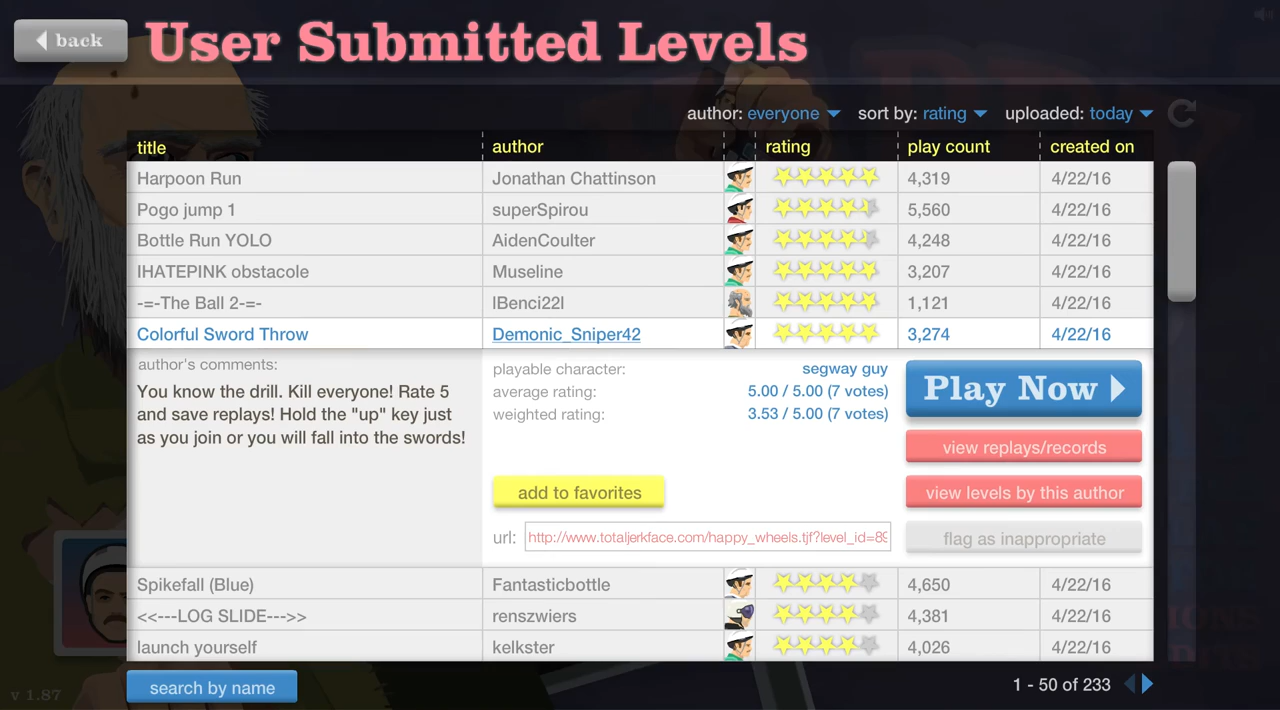 back
User Submitted Levels
author: everyone sort by: rating uploaded: today
title author rating play count created on
Harpoon Run Jonathan Chattinson 4,319 4/22/16
Pogo jump 1 superSpirou 5,560 4/22/16
Bottle Run YOLO AidenCoulter 4,248 4/22/16
IHATEPINK obstacole Museline 3,207 4/22/16
-=-The Ball 2-=- IBenci22I 1,121 4/22/16
Colorful Sword Throw Demonic_Sniper42 3,274 4/22/16
author's comments:
You know the drill. Kill everyone! Rate 5
and save replays! Hold the "up" key just
as you join or you will fall into the swords!
playable character: segway guy
average rating: 5.00 / 5.00 (7 votes)
weighted rating: 3.53 / 5.00 (7 votes)
add to favorites
url: http://www.totaljerkface.com/happy_wheels.tjf?level_id=89
Play Now
view replays/records
view levels by this author
flag as inappropriate
Spikefall (Blue) Fantasticbottle 4,650 4/22/16
<<---LOG SLIDE--->> renszwiers 4,381 4/22/16
launch yourself kelkster 4,026 4/22/16
search by name
1 - 50 of 233
v 1.87